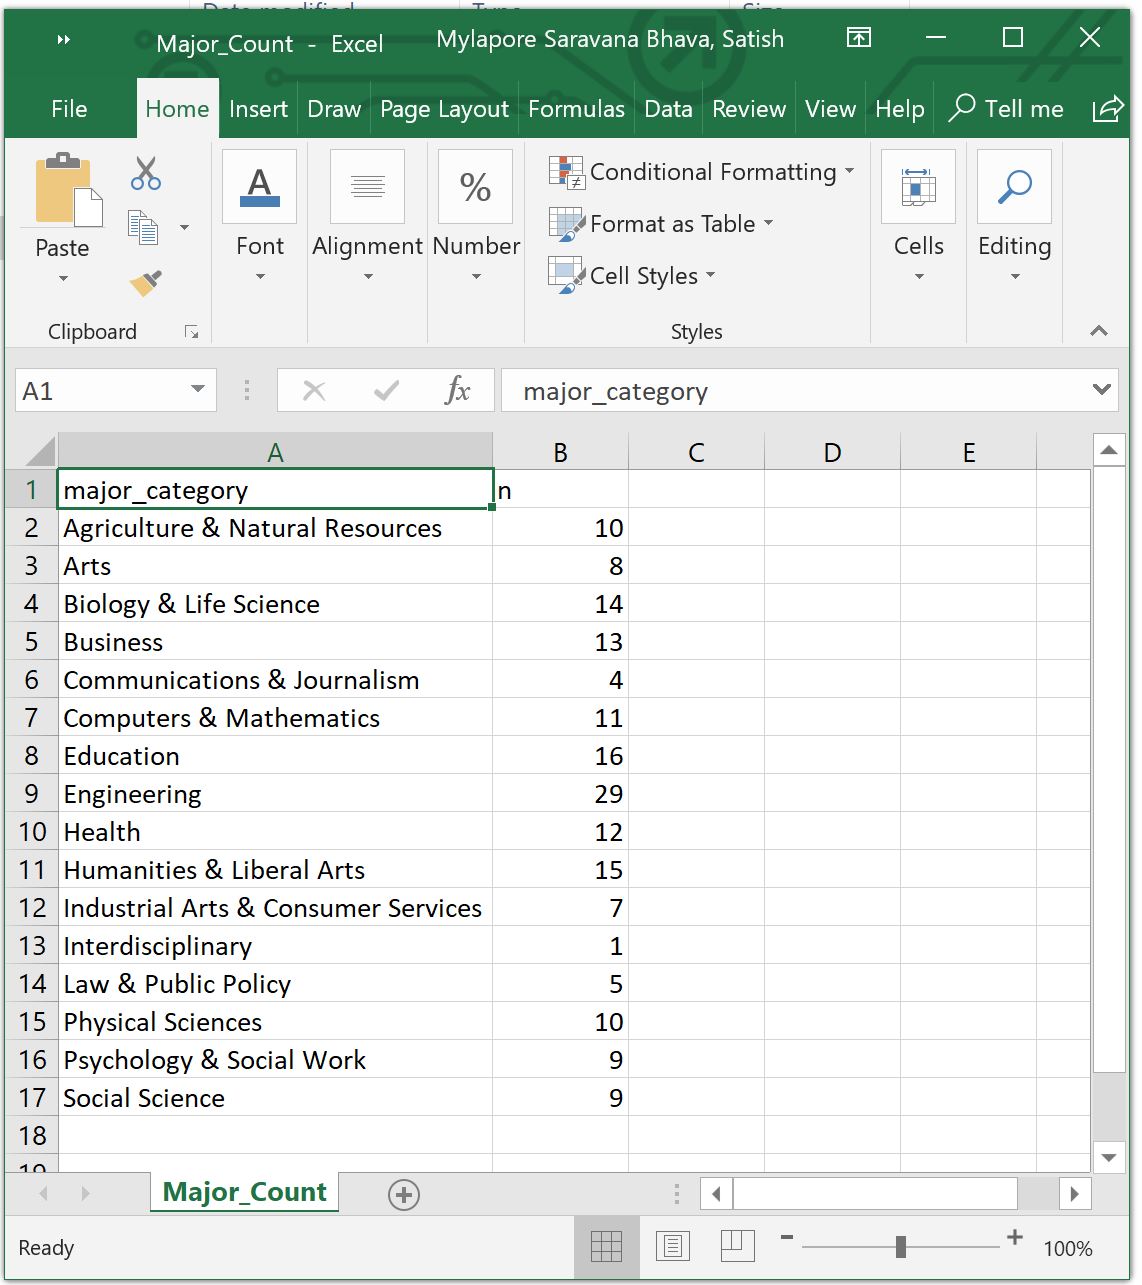 Major_Count - Excel Mylapore Saravana Bhava, Satish
File Home Insert Draw Page Layout Formulas Data Review View Help Tell me
Paste
Clipboard
A
Font
Alignment
%
Number
Conditional Formatting
Format as Table
Cell Styles
Styles
Cells
Editing
A1 fx major_category
A B C D E
1 major_category n
2 Agriculture & Natural Resources 10
3 Arts 8
4 Biology & Life Science 14
5 Business 13
6 Communications & Journalism 4
7 Computers & Mathematics 11
8 Education 16
9 Engineering 29
10 Health 12
11 Humanities & Liberal Arts 15
12 Industrial Arts & Consumer Services 7
13 Interdisciplinary 1
14 Law & Public Policy 5
15 Physical Sciences 10
16 Psychology & Social Work 9
17 Social Science 9
18
Major_Count
Ready 100%